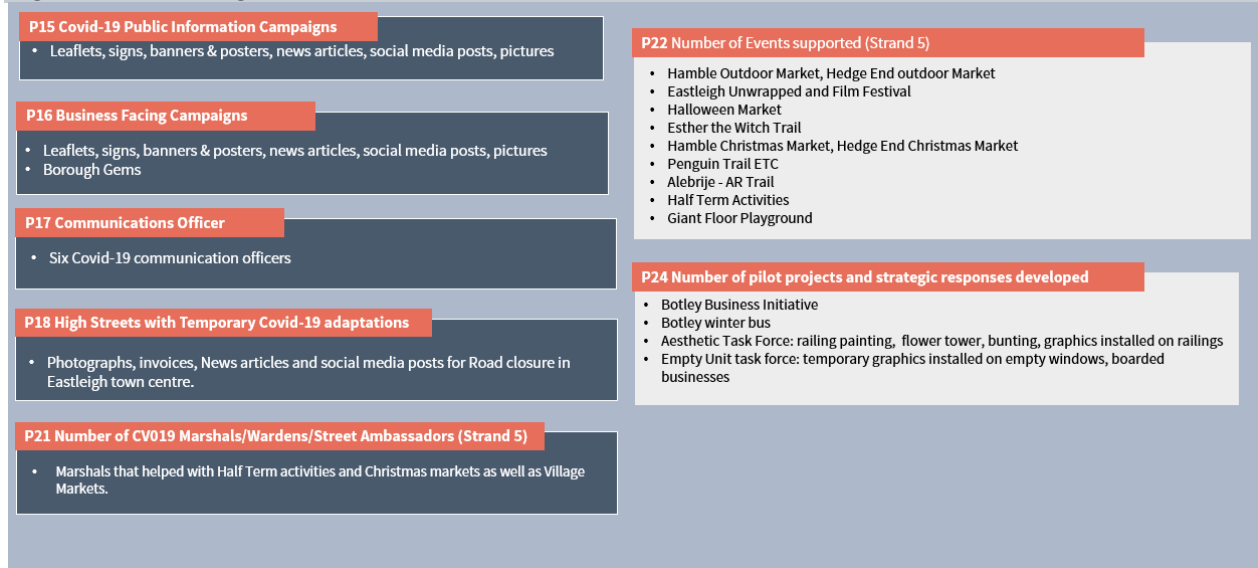 P15 Covid-19 Public Information Campaigns
• Leaflets, signs, banners & posters, news articles, social media posts, pictures
P16 Business Facing Campaigns
• Leaflets, signs, banners & posters, news articles, social media posts, pictures
• Borough Gems
P17 Communications Officer
• Six Covid-19 communication officers
P18 High Streets with Temporary Covid-19 adaptations
• Photographs, invoices, News articles and social media posts for Road closure in
Eastleigh town centre.
P21 Number of CV019 Marshals/Wardens/Street Ambassadors (Strand 5)
• Marshals that helped with Half Term activities and Christmas markets as well as Village
Markets.
P22 Number of Events supported (Strand 5)
• Hamble Outdoor Market, Hedge End outdoor Market
• Eastleigh Unwrapped and Film Festival
• Halloween Market
• Esther the Witch Trail
• Hamble Christmas Market, Hedge End Christmas Market
• Penguin Trail ETC
• Alebrije - AR Trail
• Half Term Activities
• Giant Floor Playground
P24 Number of pilot projects and strategic responses developed
• Botley Business Initiative
• Botley winter bus
• Aesthetic Task Force: railing painting, flower tower, bunting, graphics installed on railings
• Empty Unit task force: temporary graphics installed on empty windows, boarded
businesses